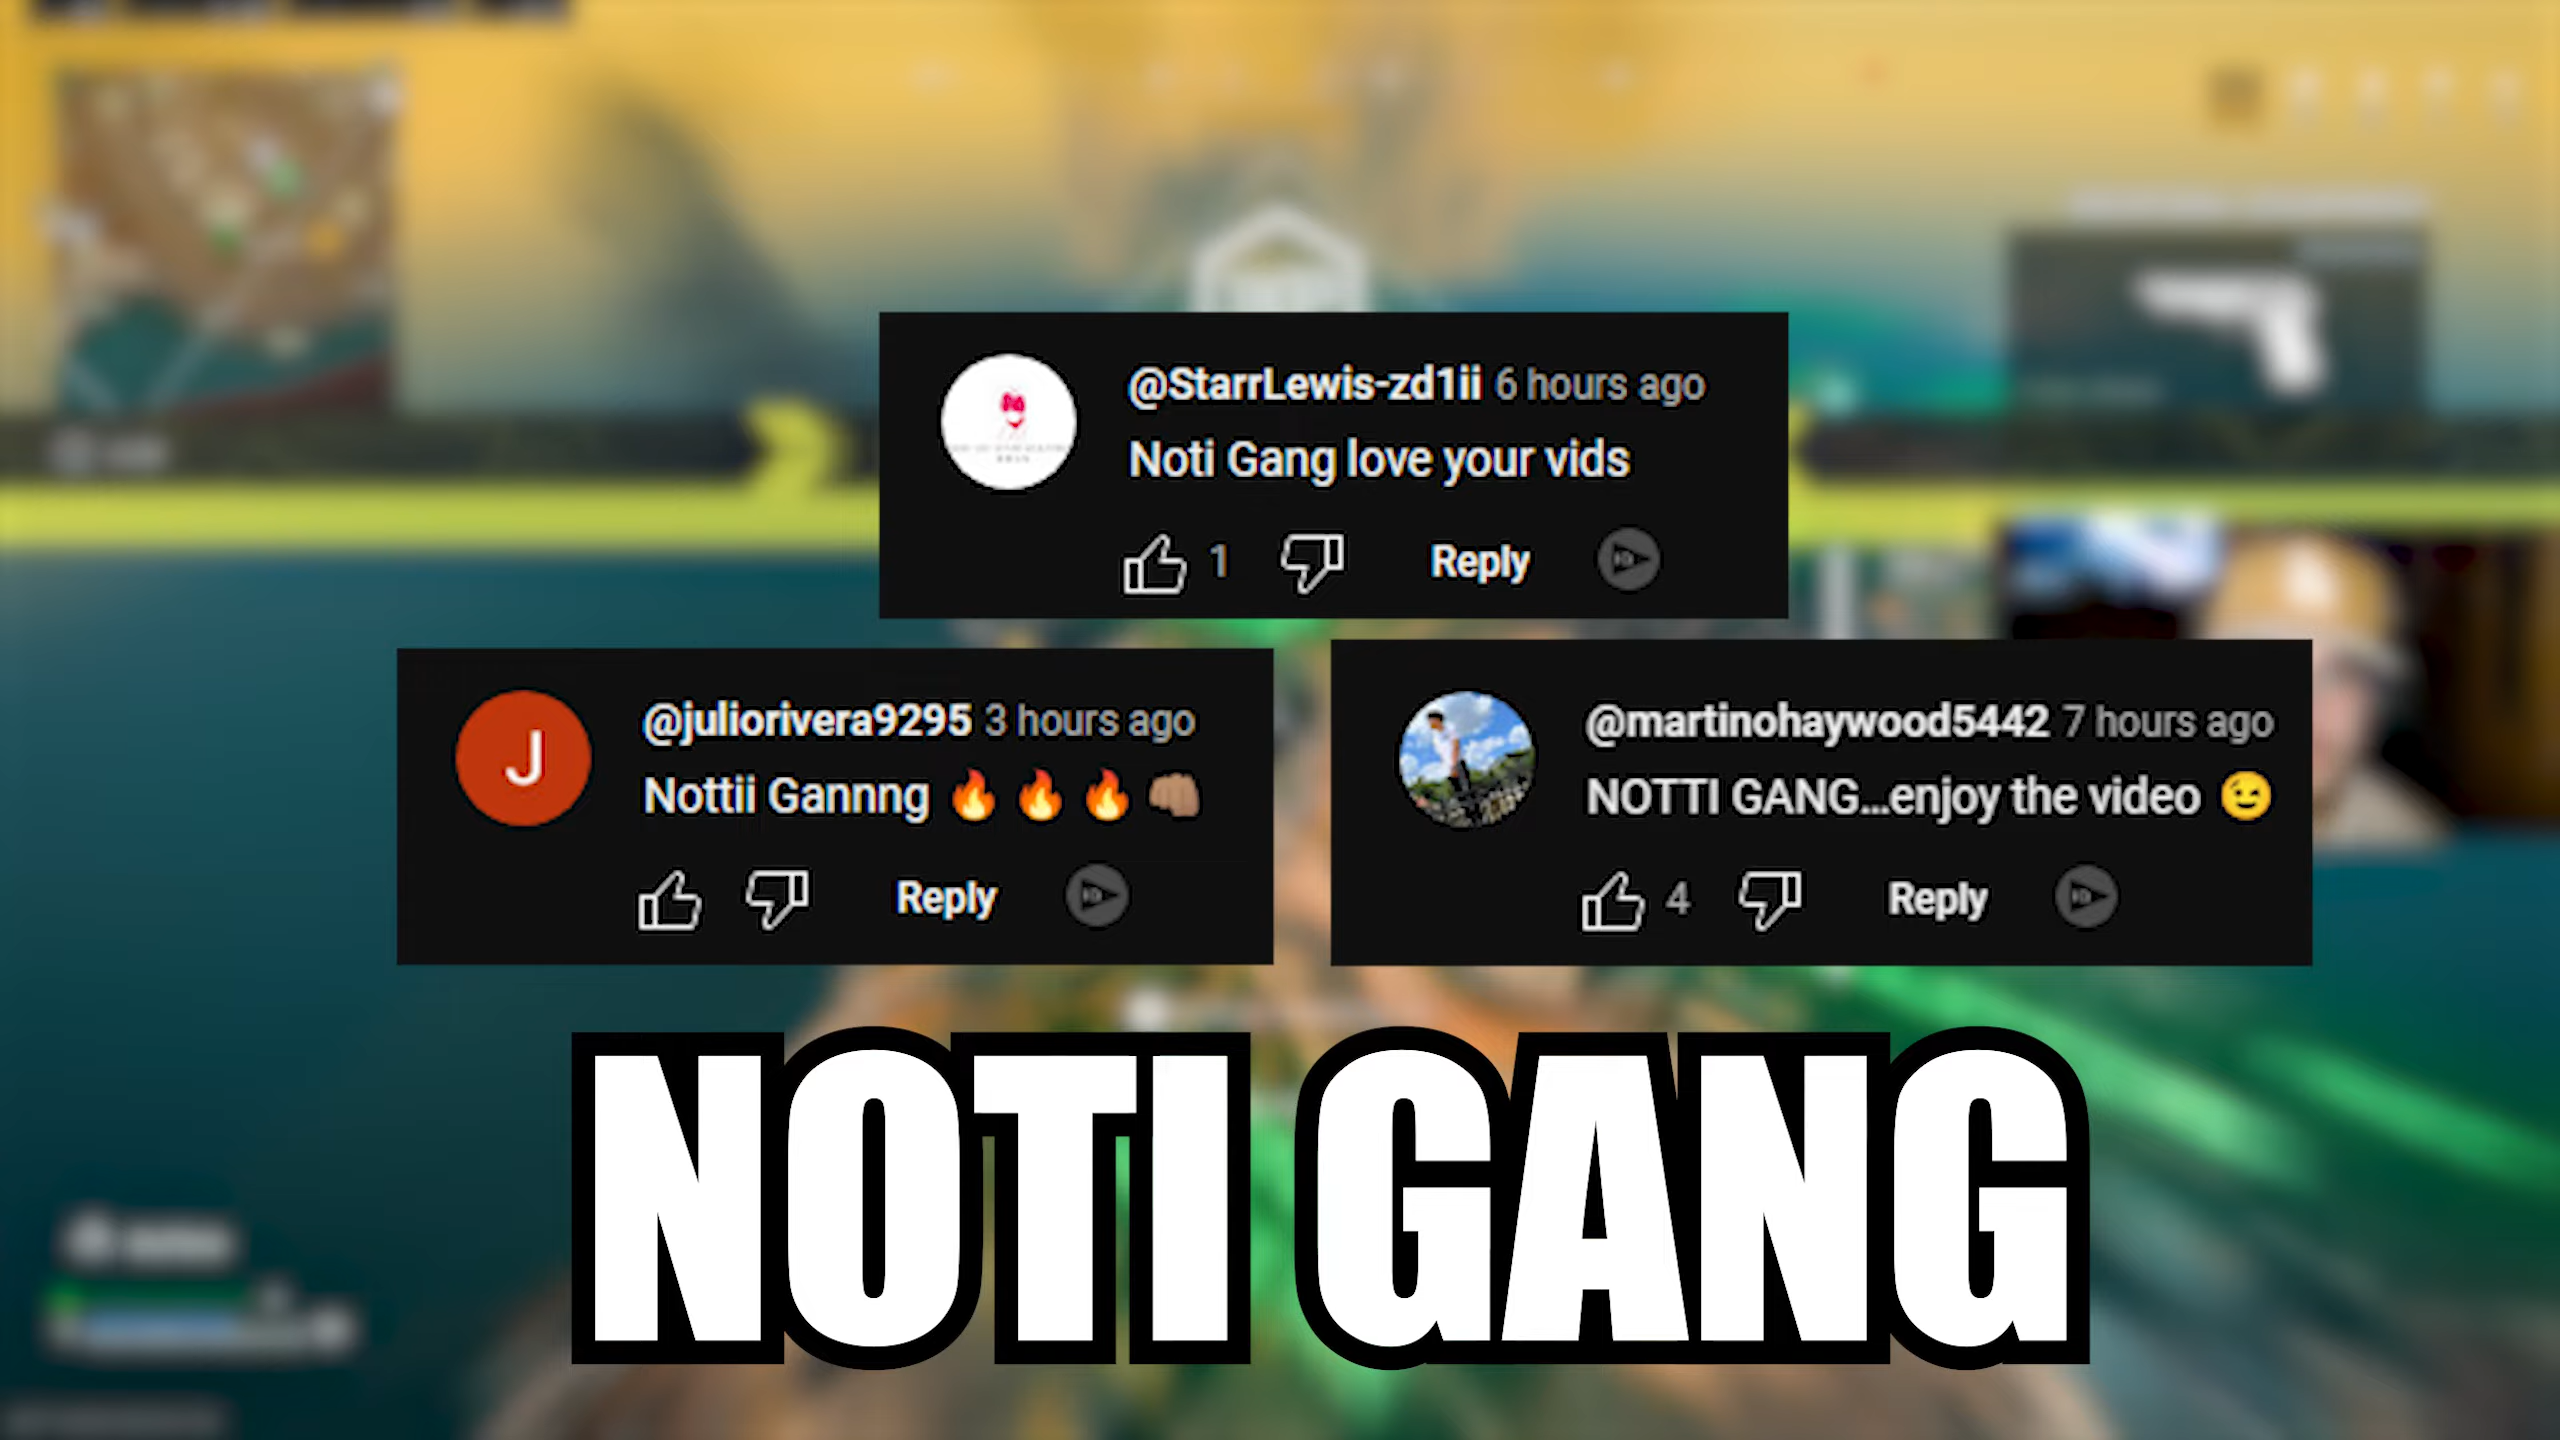 @StarrLewis-zd1ii 6 hours ago
Noti Gang love your vids
1 Reply
@juliorivera9295 3 hours ago
Nottii Gannng 🔥 🔥 🔥 👊🏽
Reply
@martinohaywood5442 7 hours ago
NOTTI GANG...enjoy the video 😉
4 Reply
J
NOTI GANG